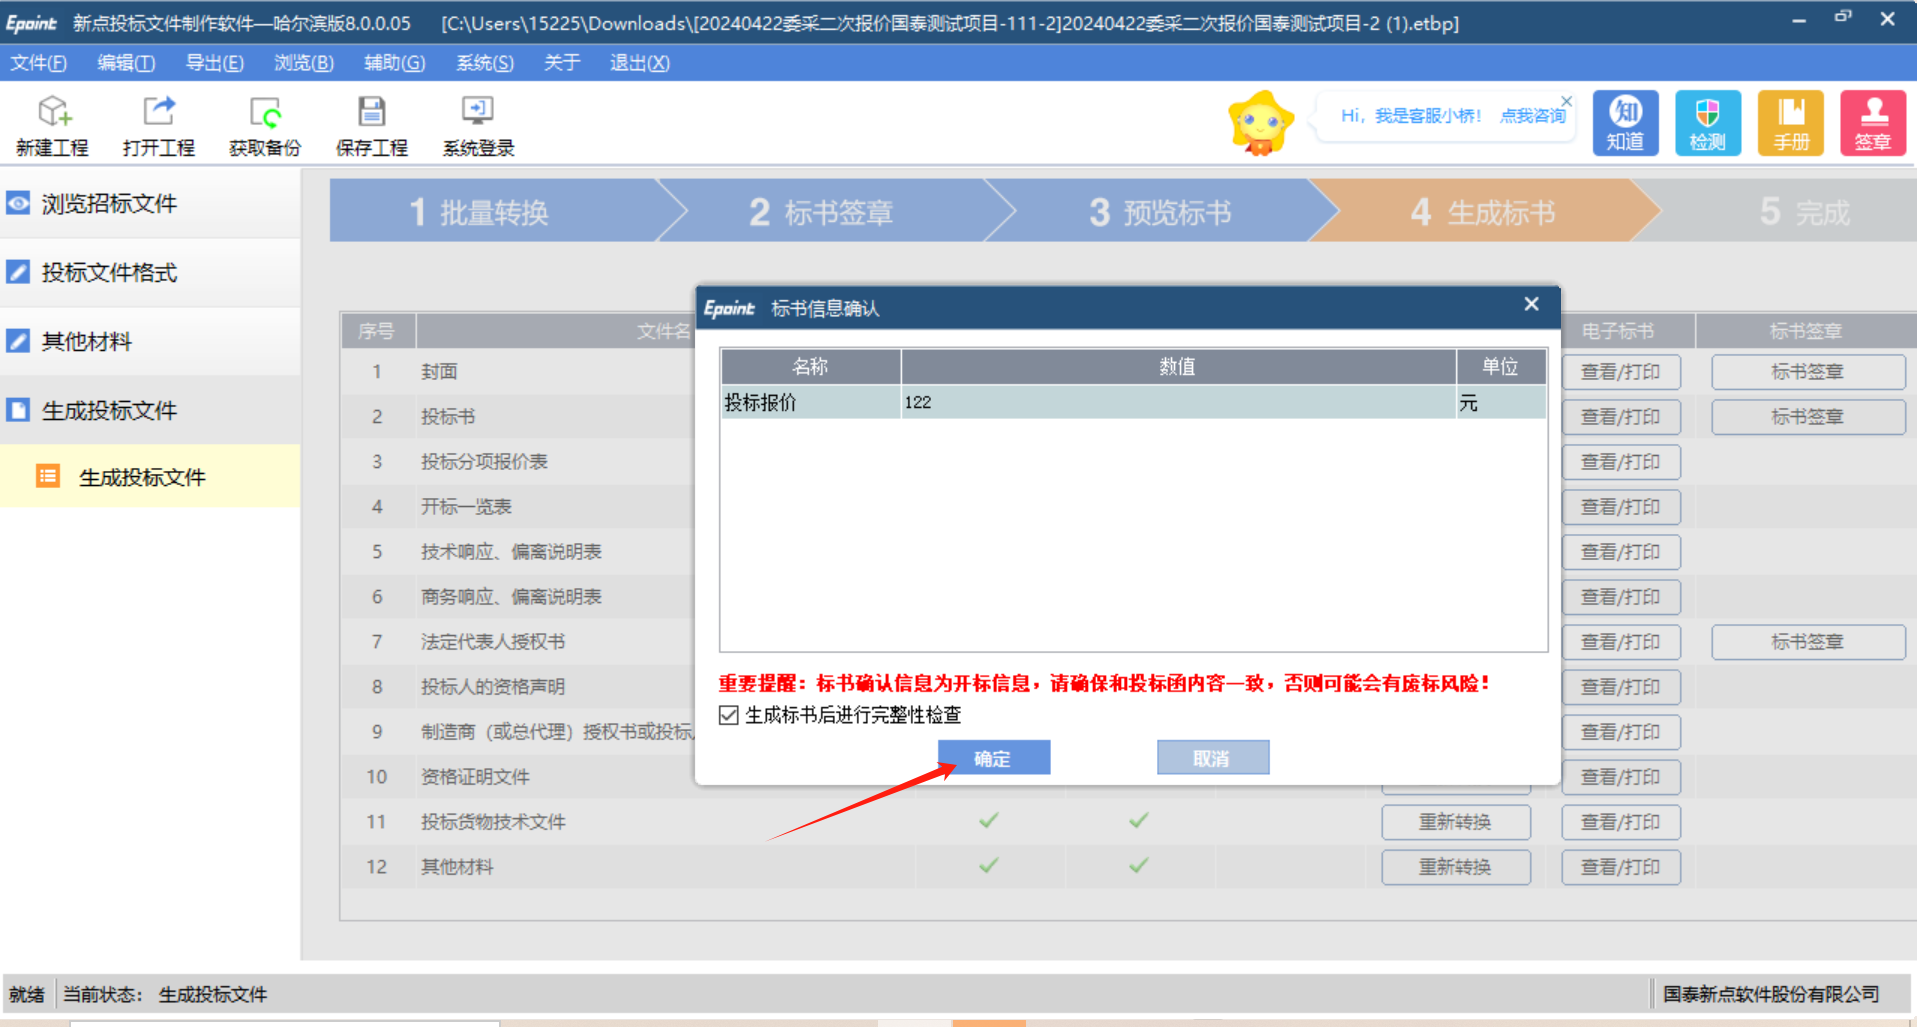 Epoint 新点投标文件制作软件—哈尔滨版8.0.0.05 [C:\Users\15225\Downloads\[20240422委采二次报价国泰测试项目-111-2]20240422委采二次报价国泰测试项目-2 (1).etbp]
文件(F) 编辑(T) 导出(E) 浏览(B) 辅助(G) 系统(S) 关于 退出(X)
新建工程 打开工程 获取备份 保存工程 系统登录
Hi，我是客服小桥！ 点我咨询
知
知道 检测 手册 签章
浏览招标文件
投标文件格式
其他材料
生成投标文件
生成投标文件
1 批量转换 2 标书签章 3 预览标书 4 生成标书 5 完成
序号 文件名 电子标书 标书签章
1 封面 查看/打印 标书签章
2 投标书 查看/打印 标书签章
3 投标分项报价表 查看/打印
4 开标一览表 查看/打印
5 技术响应、偏离说明表 查看/打印
6 商务响应、偏离说明表 查看/打印
7 法定代表人授权书 查看/打印 标书签章
8 投标人的资格声明 查看/打印
9 制造商（或总代理）授权书或投标 查看/打印
10 资格证明文件 查看/打印
11 投标货物技术文件 重新转换 查看/打印
12 其他材料 重新转换 查看/打印
Epoint 标书信息确认
名称 数值 单位
投标报价 122 元
重要提醒：标书确认信息为开标信息，请确保和投标函内容一致，否则可能会有废标风险！
生成标书后进行完整性检查
确定 取消
就绪 当前状态： 生成投标文件 国泰新点软件股份有限公司